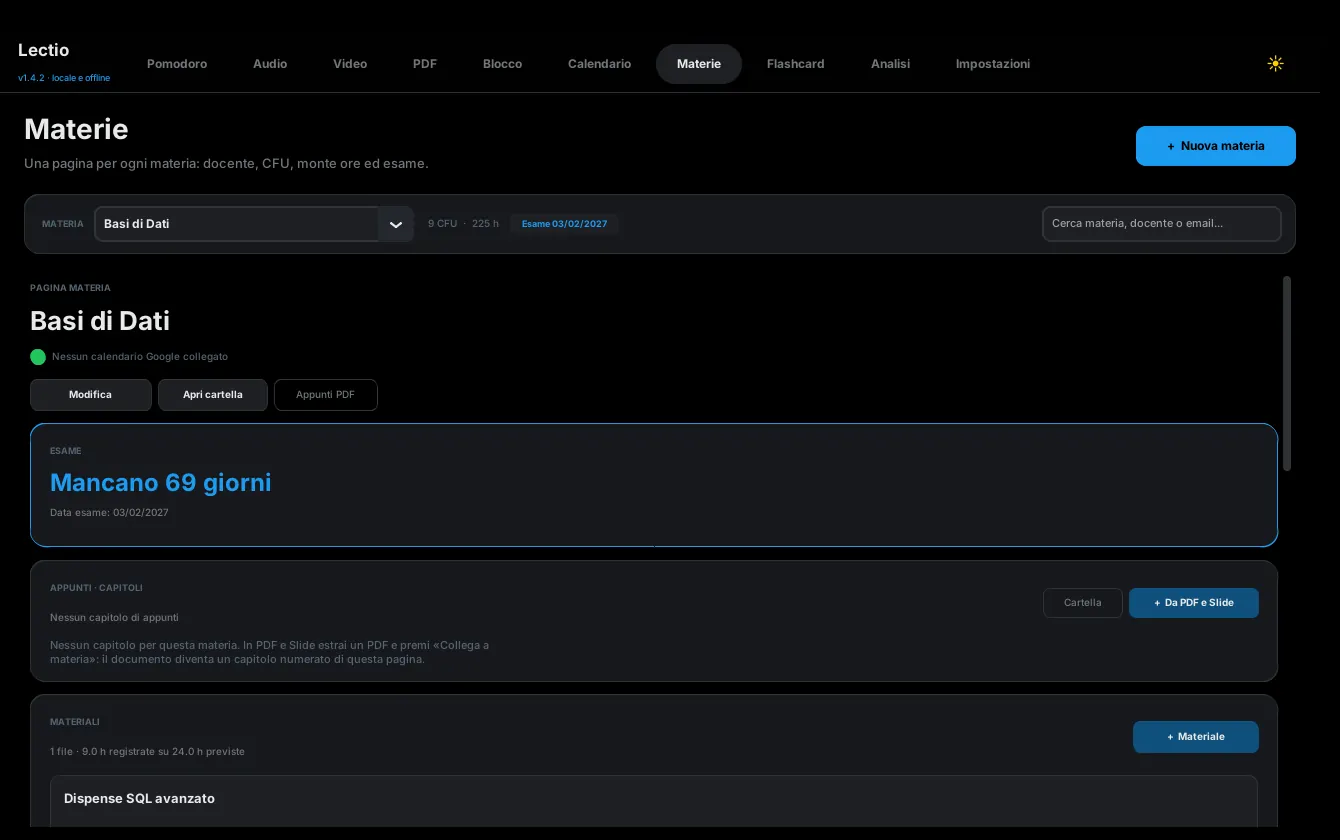 Lectio
v1.4.2 · locale e offline
Pomodoro
Audio
Video
PDF
Blocco
Calendario
Materie
Flashcard
Analisi
Impostazioni
Materie
Una pagina per ogni materia: docente, CFU, monte ore ed esame.
+ Nuova materia
MATERIA
Basi di Dati
9 CFU · 225 h
Esame 03/02/2027
Cerca materia, docente o email...
PAGINA MATERIA
Basi di Dati
Nessun calendario Google collegato
Modifica
Apri cartella
Appunti PDF
ESAME
Mancano 69 giorni
Data esame: 03/02/2027
APPUNTI · CAPITOLI
Nessun capitolo di appunti
Cartella
+ Da PDF e Slide
Nessun capitolo per questa materia. In PDF e Slide estrai un PDF e premi «Collega a
materia»: il documento diventa un capitolo numerato di questa pagina.
MATERIALI
1 file · 9.0 h registrate su 24.0 h previste
+ Materiale
Dispense SQL avanzato